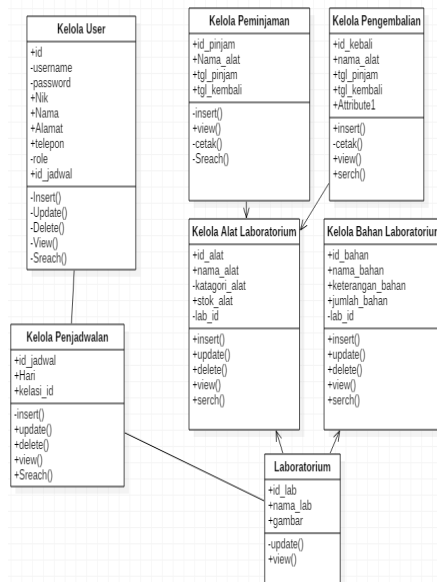 Kelola User
+id
-username
-password
+Nik
+Nama
+Alamat
+telepon
-role
+id_jadwal
-Insert()
-Update()
-Delete()
-View()
-Sreach()
Kelola Peminjaman
+id_pinjam
+Nama_alat
+tgl_pinjam
+tgl_kembali
-insert()
+view()
-cetak()
-Sreach()
Kelola Pengembalian
+id_kebali
+nama_alat
+tgl_pinjam
+tgl_kembali
+Attribute1
+insert()
-cetak()
+view()
+serch()
Kelola Alat Laboratorium
+id_alat
+nama_alat
-katagori_alat
+stok_alat
-lab_id
+insert()
+update()
+delete()
+view()
+serch()
Kelola Bahan Laboratoriun
+id_bahan
+nama_bahan
+keterangan_bahan
+jumlah_bahan
-lab_id
+insert()
+update()
+delete()
+view()
+serch()
Kelola Penjadwalan
+id_jadwal
+Hari
+kelasi_id
-insert()
+update()
+delete()
+view()
+Sreach()
Laboratorium
+id_lab
+nama_lab
+gambar
-update()
+view()